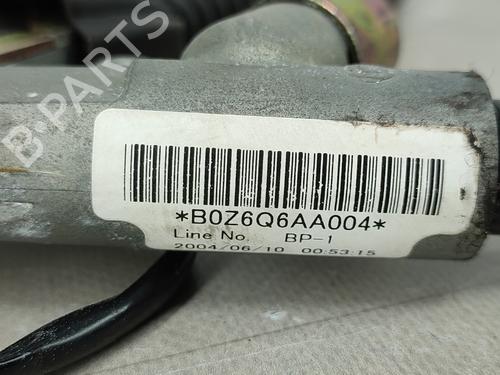 B-PARTS
*B0Z6Q6AA004*
Line No. BP-1
2004/06/10 00:53:15